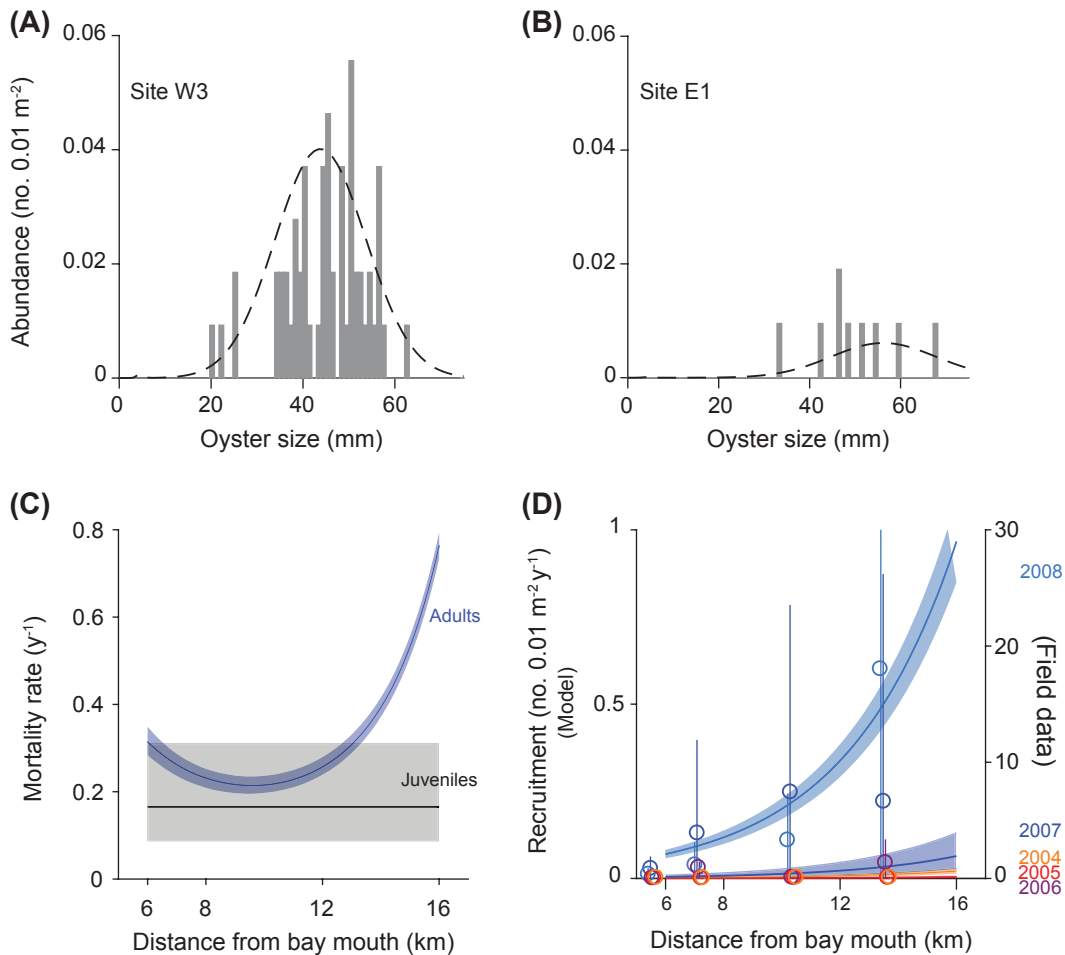 (A)
0.06
0.04
0.02
0
Abundance (no. 0.01 m-2)
Site W3
0 20 40 60
Oyster size (mm)
(B)
0.06
0.04
0.02
0
Site E1
0 20 40 60
Oyster size (mm)
(C)
0.8
0.6
0.4
0.2
0
Mortality rate (y-1)
Adults
Juveniles
6 12 16
Distance from bay mouth (km)
(D)
1
0.5
0
Recruitment (no. 0.01 m-2 y-1)
(Model)
30
20
10
0
(Field data)
2008
2007
2004
2005
2006
6 8 10 12 14 16
Distance from bay mouth (km)